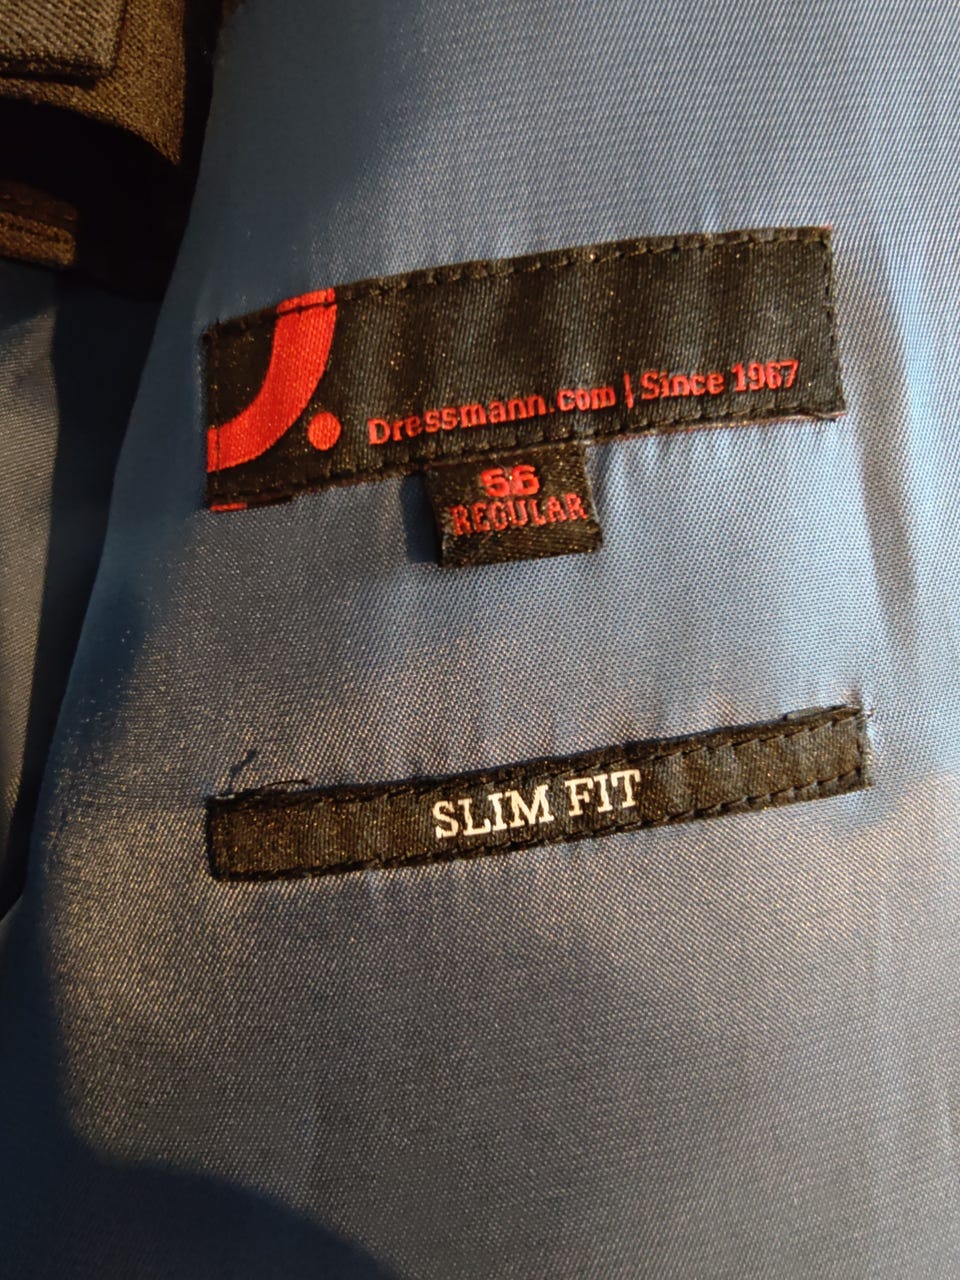 Dressmann.com | Since 1967
56
REGULAR
SLIM FIT